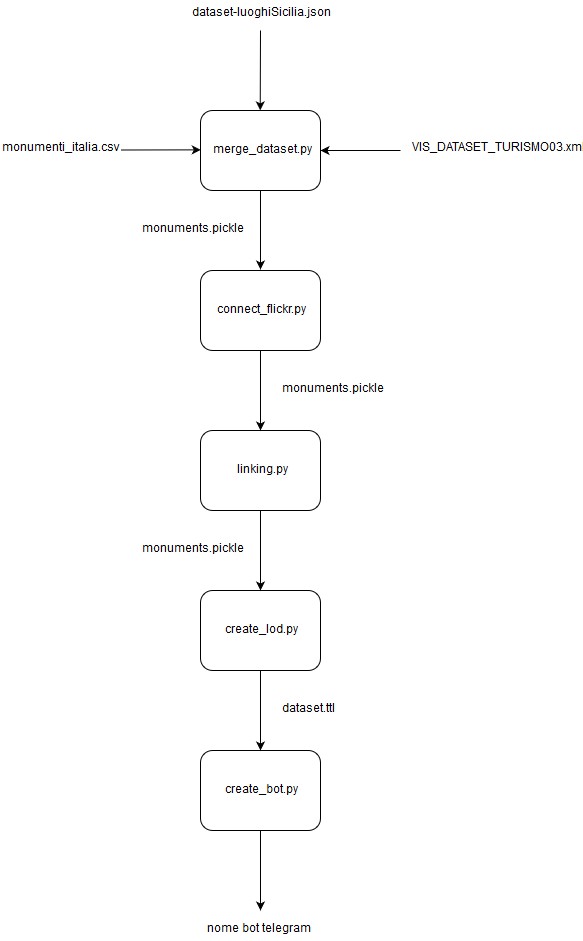 dataset-luoghiSicilia.json
monumenti_italia.csv
merge_dataset.py
VIS_DATASET_TURISMO03.xml
monuments.pickle
connect_flickr.py
monuments.pickle
linking.py
monuments.pickle
create_lod.py
dataset.ttl
create_bot.py
nome bot telegram